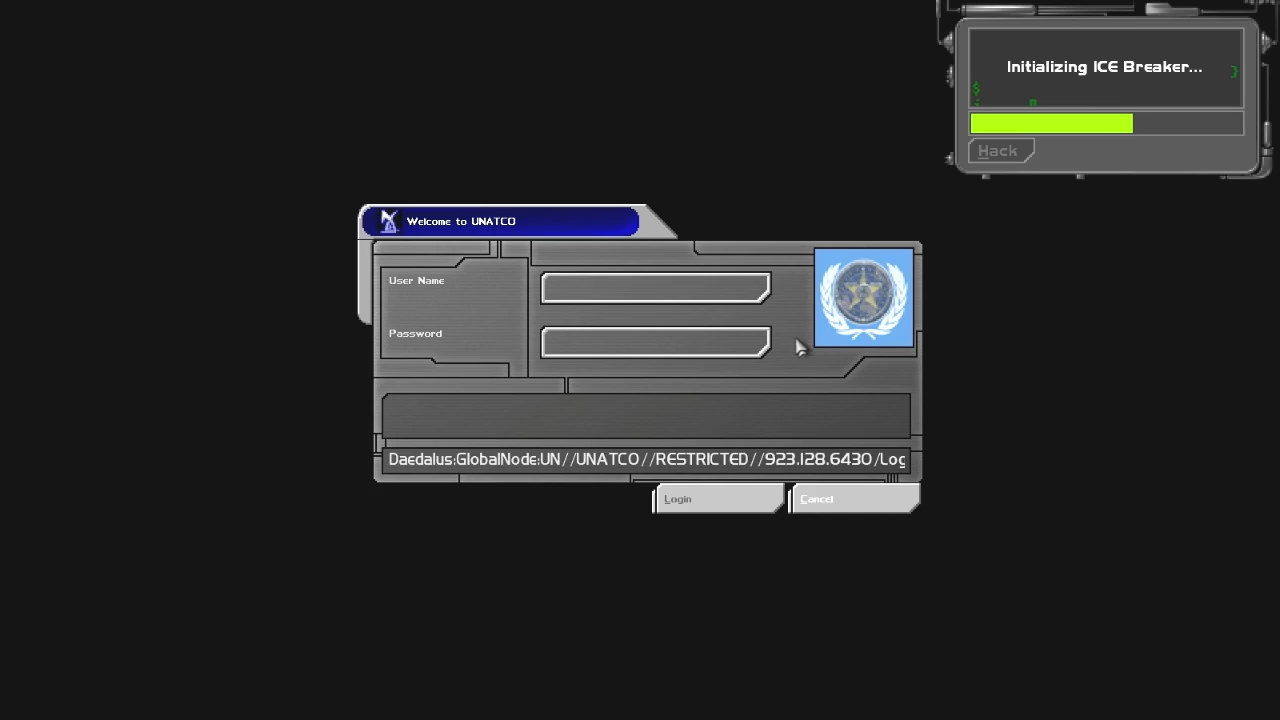 Initializing ICE Breaker...
}
$
: n
Hack
Welcome to UNATCO
User Name
Password
Daedalus:GlobalNode:UN//UNATCO//RESTRICTED//923.128.6430/Log
Login
Cancel